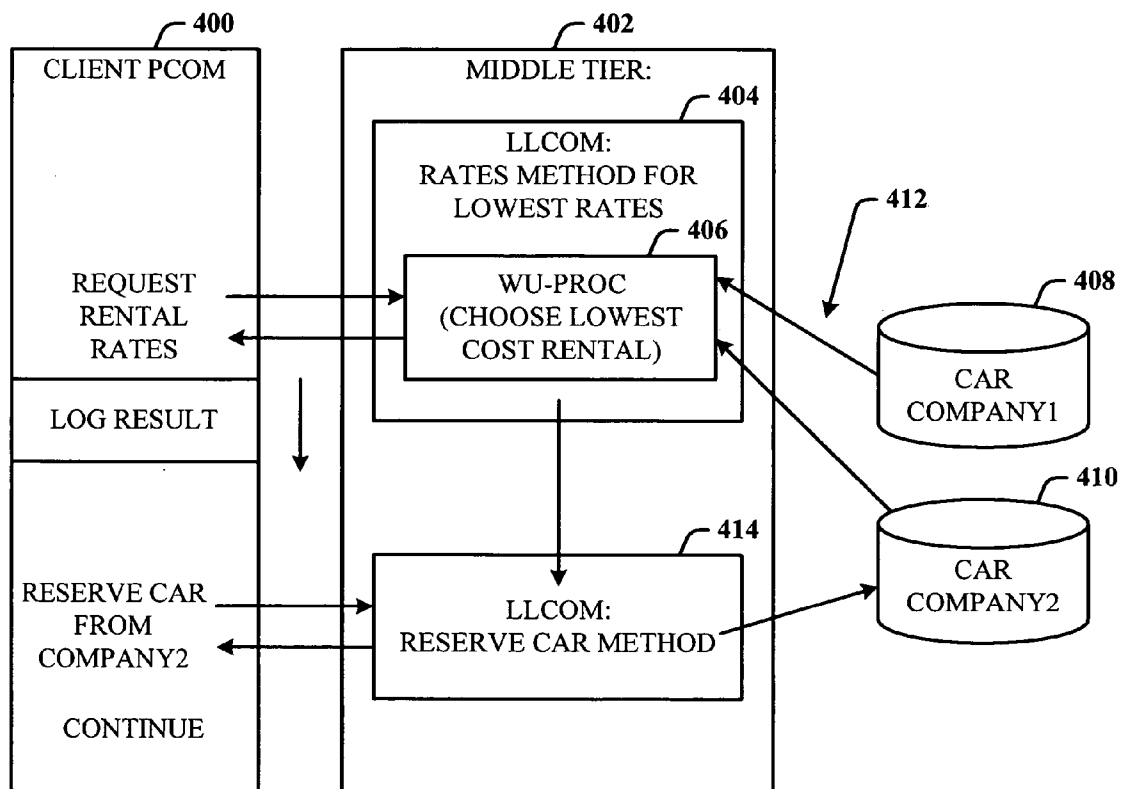 400
CLIENT PCOM
REQUEST
RENTAL
RATES
LOG RESULT
RESERVE CAR
FROM
COMPANY2
CONTINUE
402
MIDDLE TIER:
404
LLCOM:
RATES METHOD FOR
LOWEST RATES
406
WU-PROC
(CHOOSE LOWEST
COST RENTAL)
414
LLCOM:
RESERVE CAR METHOD
412
408
CAR
COMPANY1
410
CAR
COMPANY2